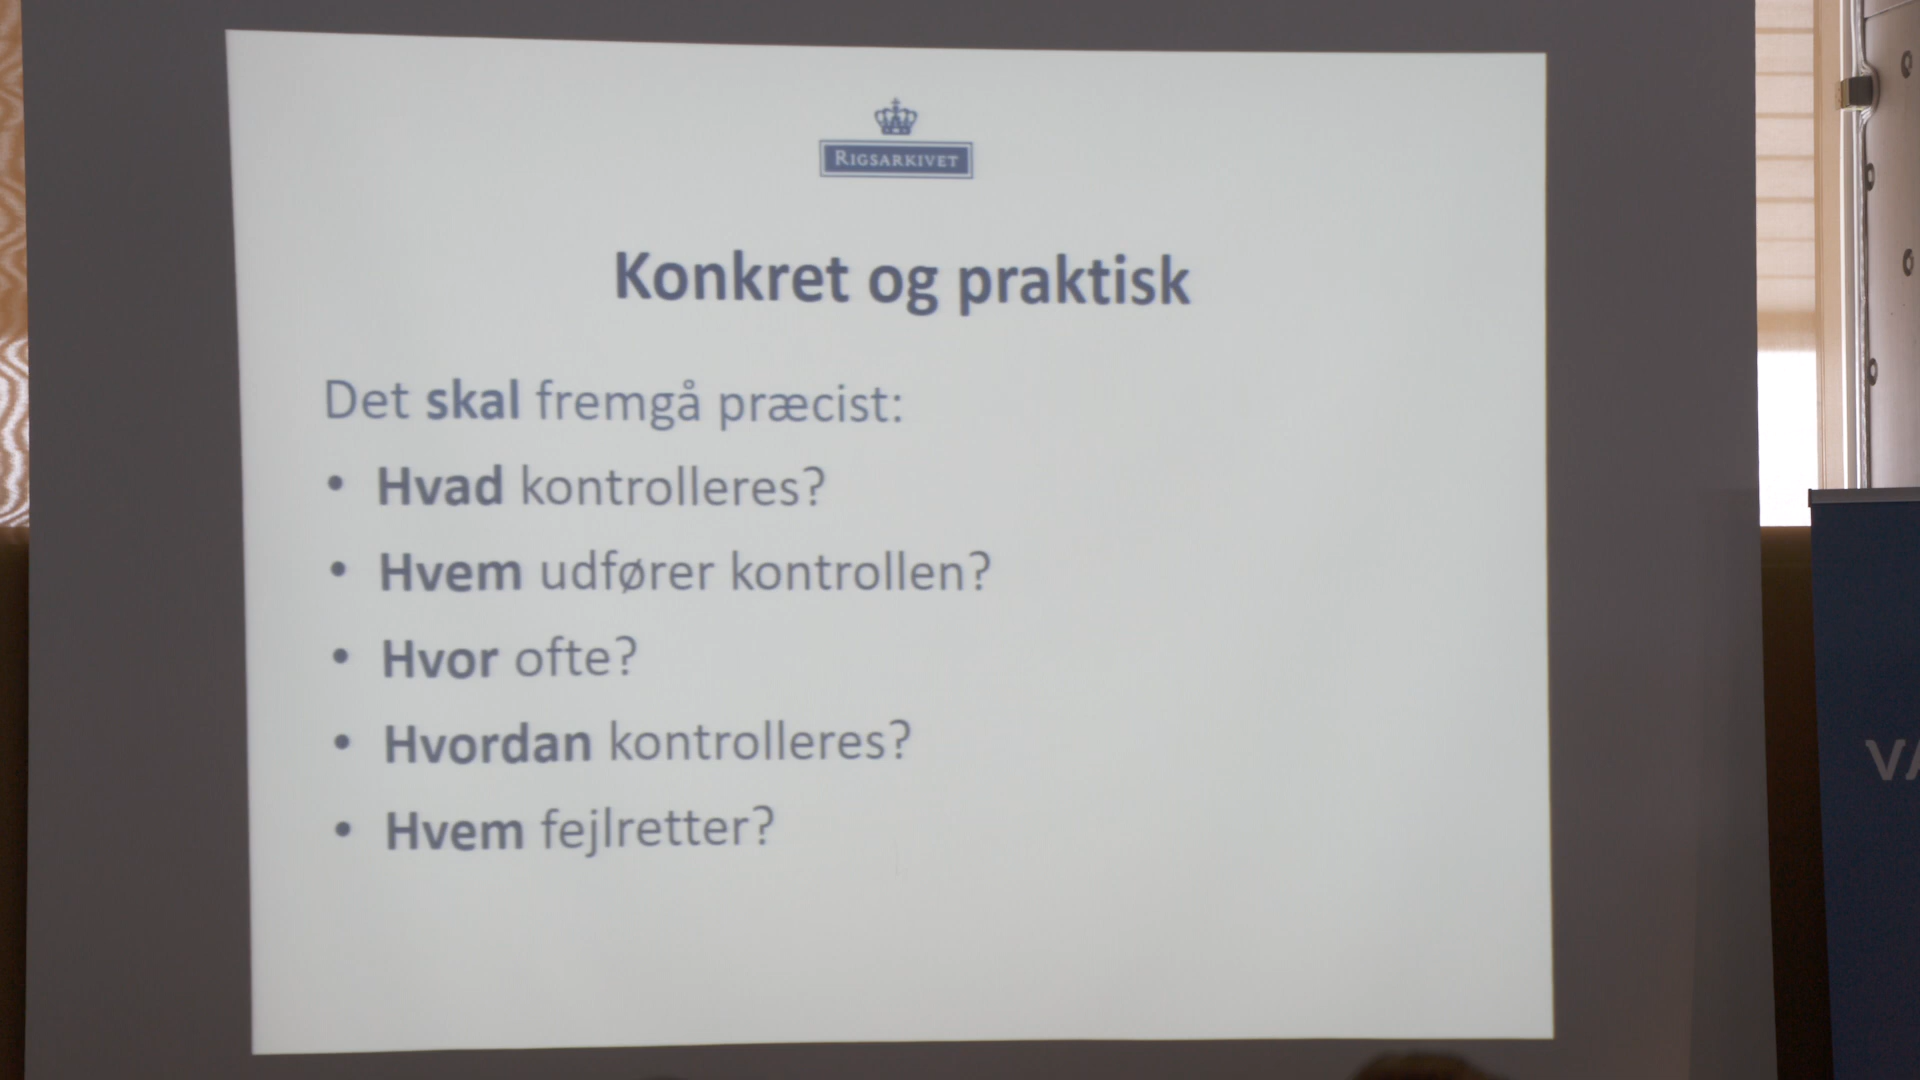 RIGSARKIVET
Konkret og praktisk
Det skal fremgå præcist:
• Hvad kontrolleres?
• Hvem udfører kontrollen?
• Hvor ofte?
• Hvordan kontrolleres?
• Hvem fejlretter?